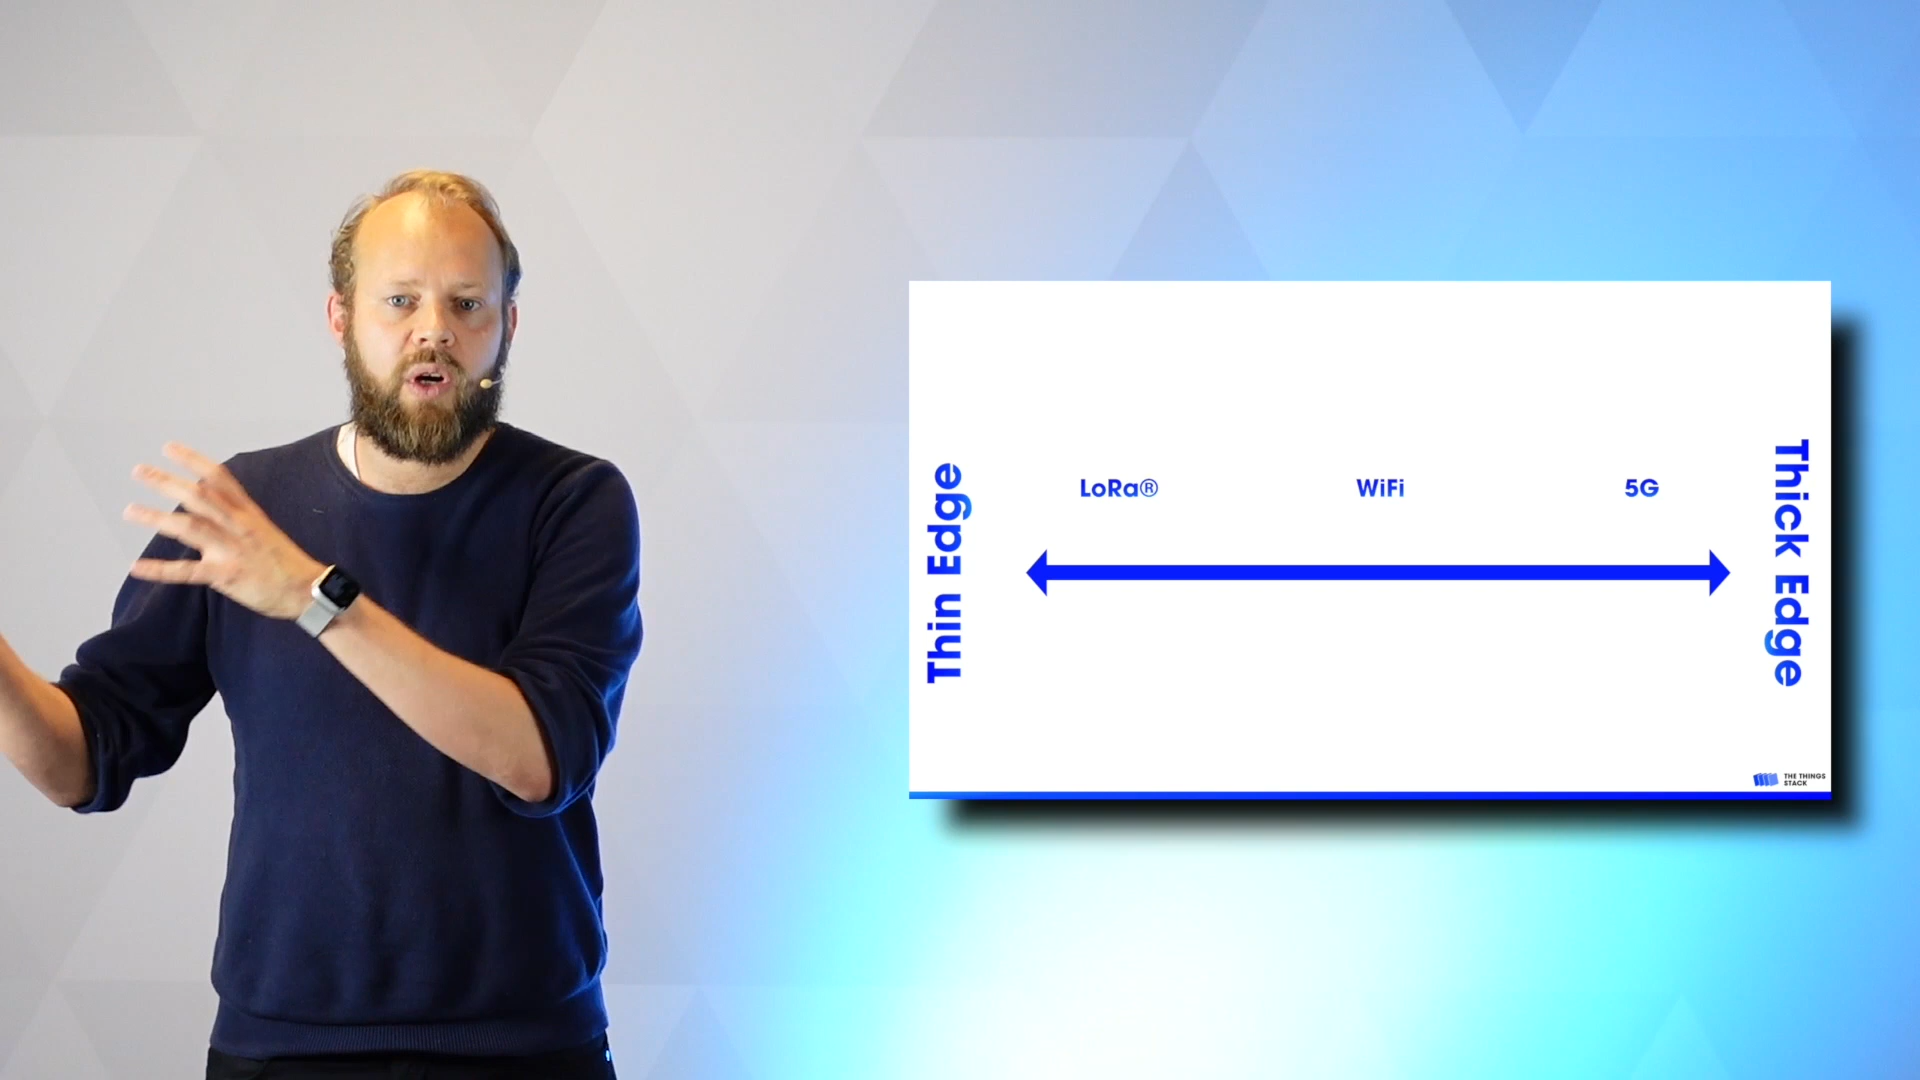 Thin Edge
LoRa®
WiFi
5G
Thick Edge
THE THINGS
STACK